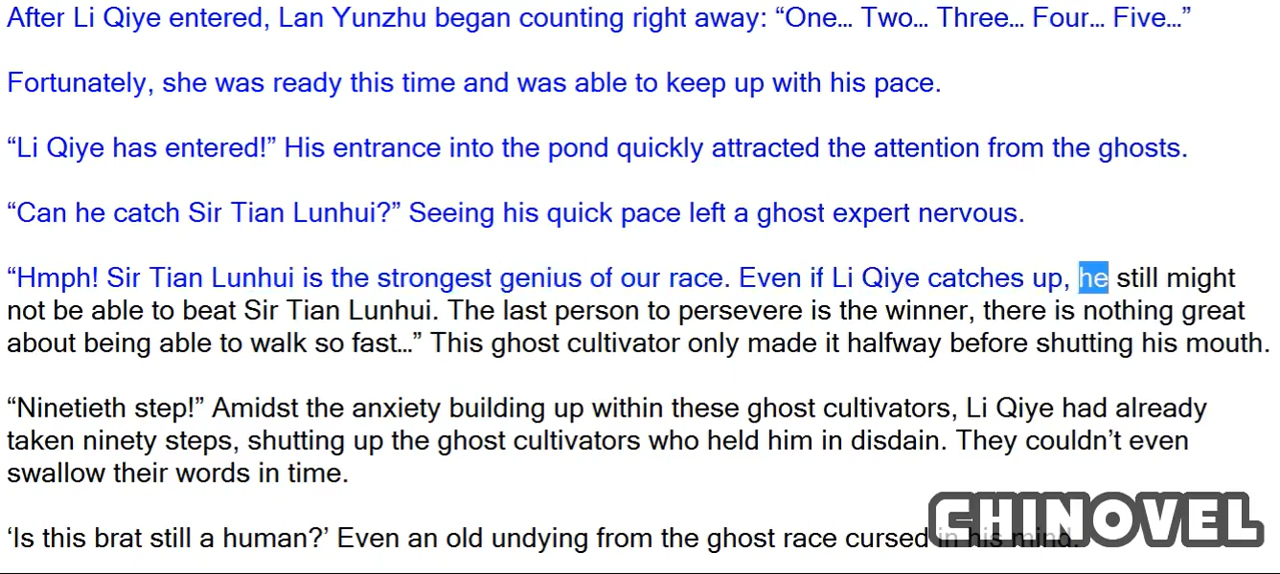 After Li Qiye entered, Lan Yunzhu began counting right away: “One… Two… Three… Four… Five…”
Fortunately, she was ready this time and was able to keep up with his pace.
“Li Qiye has entered!” His entrance into the pond quickly attracted the attention from the ghosts.
“Can he catch Sir Tian Lunhui?” Seeing his quick pace left a ghost expert nervous.
“Hmph! Sir Tian Lunhui is the strongest genius of our race. Even if Li Qiye catches up, he still might
not be able to beat Sir Tian Lunhui. The last person to persevere is the winner, there is nothing great
about being able to walk so fast…” This ghost cultivator only made it halfway before shutting his mouth.
“Ninetieth step!” Amidst the anxiety building up within these ghost cultivators, Li Qiye had already
taken ninety steps, shutting up the ghost cultivators who held him in disdain. They couldn’t even
swallow their words in time.
‘Is this brat still a human?’ Even an old undying from the ghost race cursed in his mind.
CHINOVEL